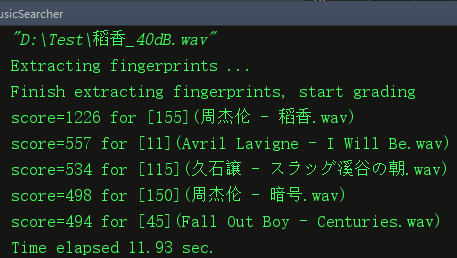 usicSearcher
"D:\Test\稻香_40dB.wav"
Extracting fingerprints ...
Finish extracting fingerprints, start grading
score=1226 for [155](周杰伦 - 稻香.wav)
score=557 for [11](Avril Lavigne - I Will Be.wav)
score=534 for [115](久石譲 - スラッグ溪谷の朝.wav)
score=498 for [150](周杰伦 - 暗号.wav)
score=494 for [45](Fall Out Boy - Centuries.wav)
Time elapsed 11.93 sec.